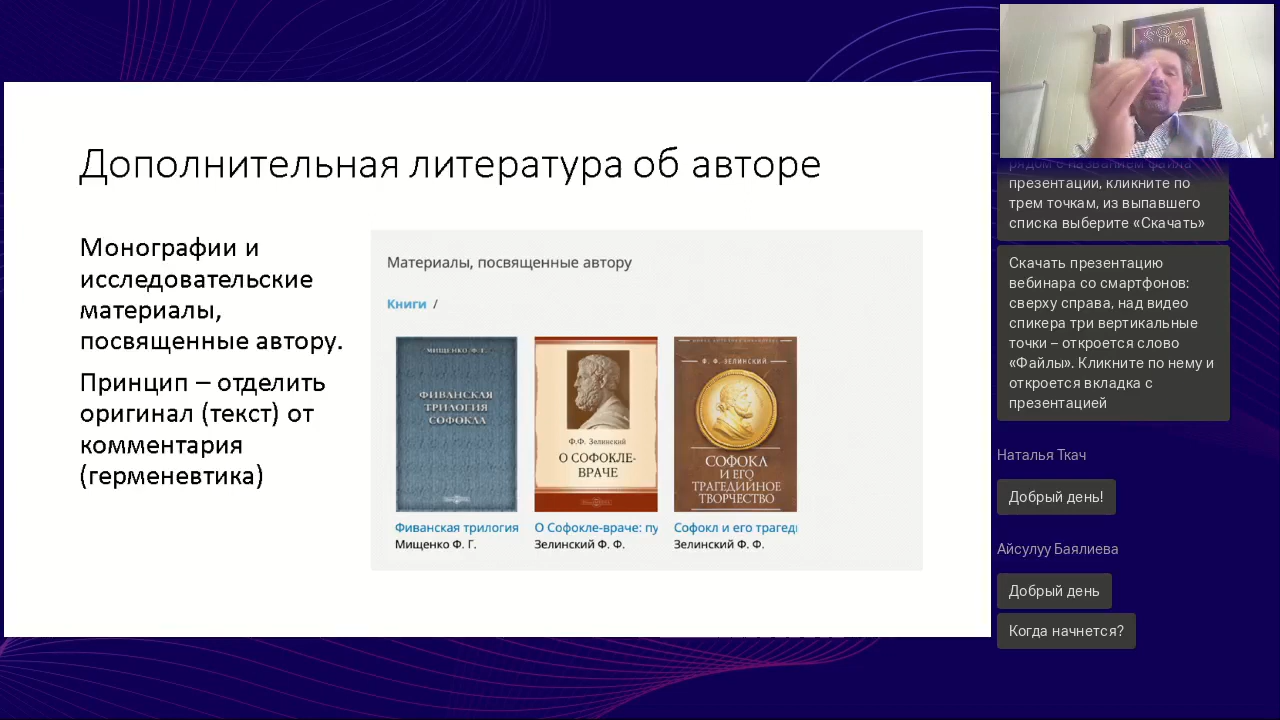 Дополнительная литература об авторе
Монографии и
исследовательские
материалы,
посвященные автору.
Принцип – отделить
оригинал (текст) от
комментария
(герменевтика)
Материалы, посвященные автору
Книги /
МИЩЕНКО Ф. Г.
ФИВАНСКАЯ
ТРИЛОГИЯ
СОФОКЛА
Фиванская трилогия
Мищенко Ф. Г.
Ф.Ф. Зелинский
О СОФОКЛЕ-
ВРАЧЕ
О Софокле-враче: пу
Зелинский Ф. Ф.
Ф. Ф. ЗЕЛИНСКИЙ
СОФОКЛ
И ЕГО
ТРАГЕДИЙНОЕ
ТВОРЧЕСТВО
Софокл и его трагеди
Зелинский Ф. Ф.
рядом с названием файла
презентации, кликните по
трем точкам, из выпавшего
списка выберите «Скачать»
Скачать презентацию
вебинара со смартфонов:
сверху справа, над видео
спикера три вертикальные
точки – откроется слово
«Файлы». Кликните по нему и
откроется вкладка с
презентацией
Наталья Ткач
Добрый день!
Айсулуу Баялиева
Добрый день
Когда начнется?